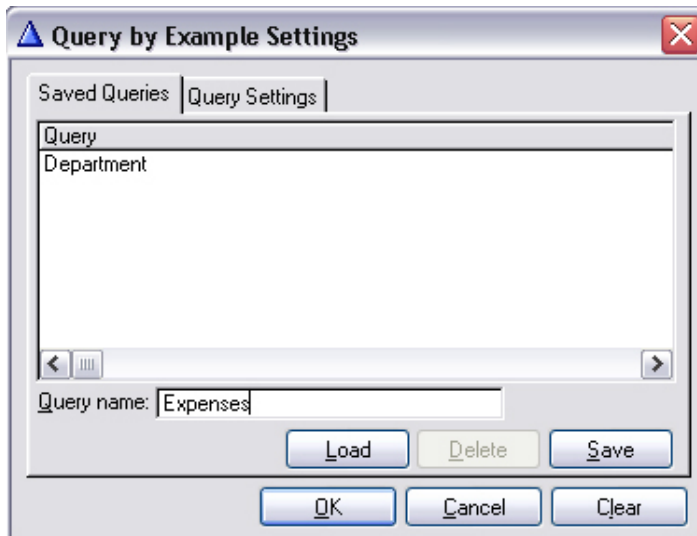 Query by Example Settings
Saved Queries Query Settings
Query
Department
Query name: Expenses
Load Delete Save
OK Cancel Clear